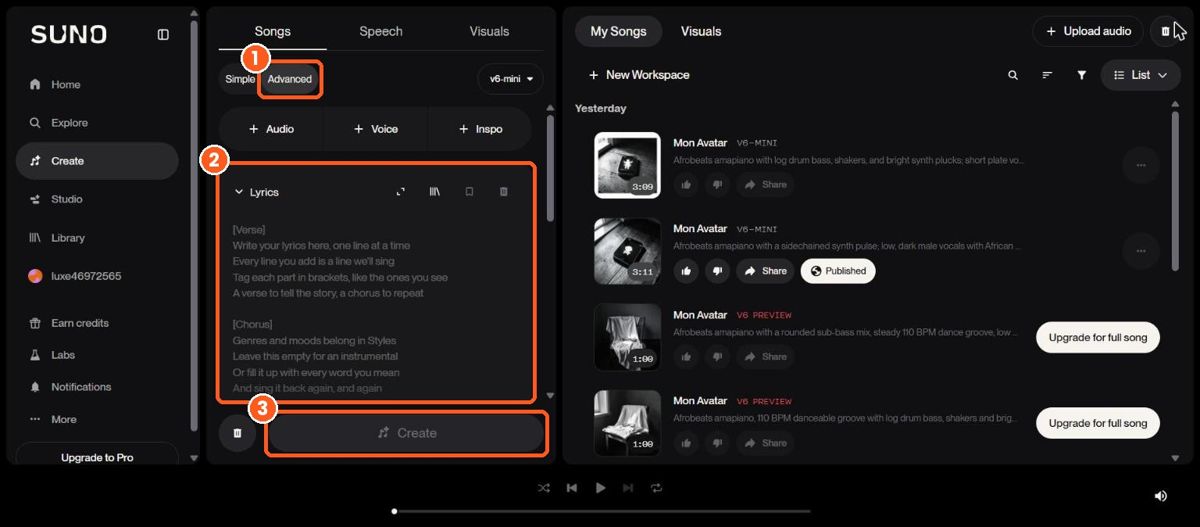 SUNO
Home
Explore
Create
Studio
Library
luxe46972565
Earn credits
Labs
Notifications
More
Upgrade to Pro
Songs Speech Visuals
1
Simple Advanced v6-mini
+ Audio + Voice + Inspo
2
Lyrics
[Verse]
Write your lyrics here, one line at a time
Every line you add is a line we'll sing
Tag each part in brackets, like the ones you see
A verse to tell the story, a chorus to repeat
[Chorus]
Genres and moods belong in Styles
Leave this empty for an instrumental
Or fill it up with every word you mean
And sing it back again, and again
3
Create
My Songs Visuals + Upload audio
+ New Workspace List
Yesterday
Mon Avatar V6-MINI
Afrobeats amapiano with log drum bass, shakers, and bright synth plucks; short plate vo...
3:09 Share
Mon Avatar V6-MINI
Afrobeats amapiano with a sidechained synth pulse; low, dark male vocals with African ...
3:11 Share Published
Mon Avatar V6 PREVIEW
Afrobeats amapiano with a rounded sub-bass mix, steady 110 BPM dance groove, low ...
1:00 Share Upgrade for full song
Mon Avatar V6 PREVIEW
Afrobeats amapiano, 110 BPM danceable groove with log drum bass, shakers and brig...
1:00 Share Upgrade for full song